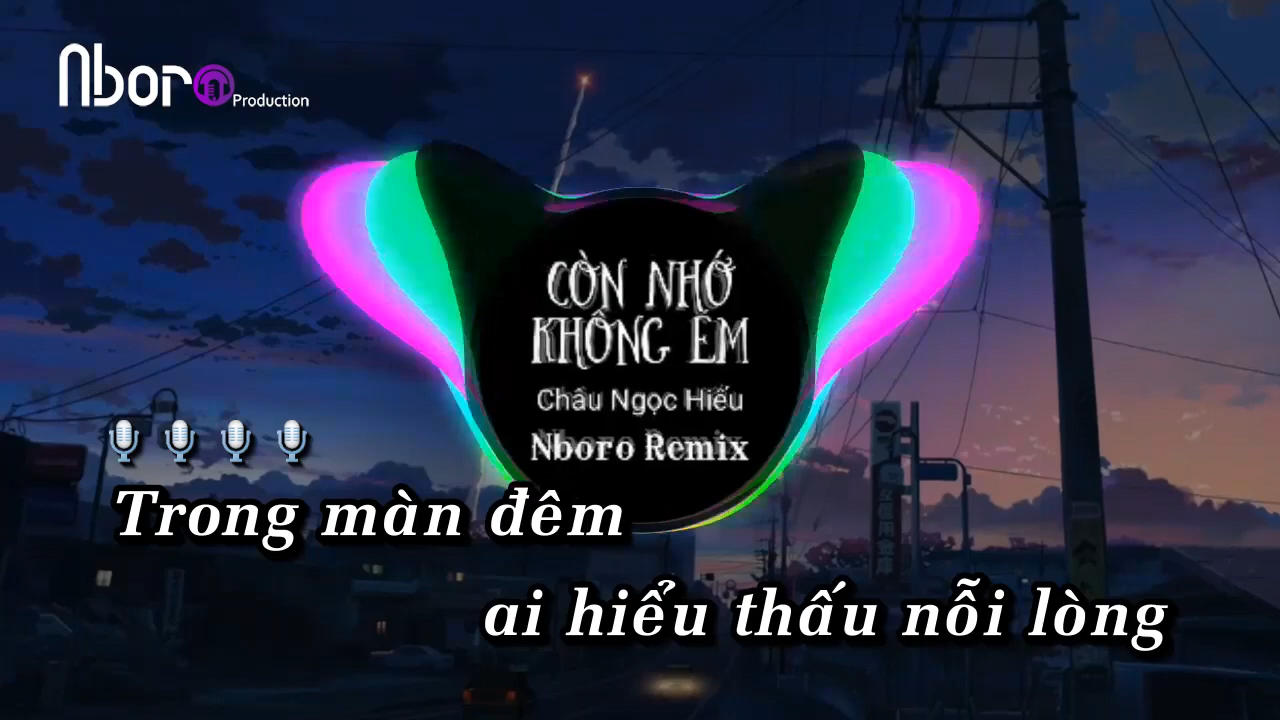 Nboro
Production
CÒN NHỚ
KHÔNG EM
Châu Ngọc Hiếu
Nboro Remix
Trong màn đêm
ai hiểu thấu nỗi lòng